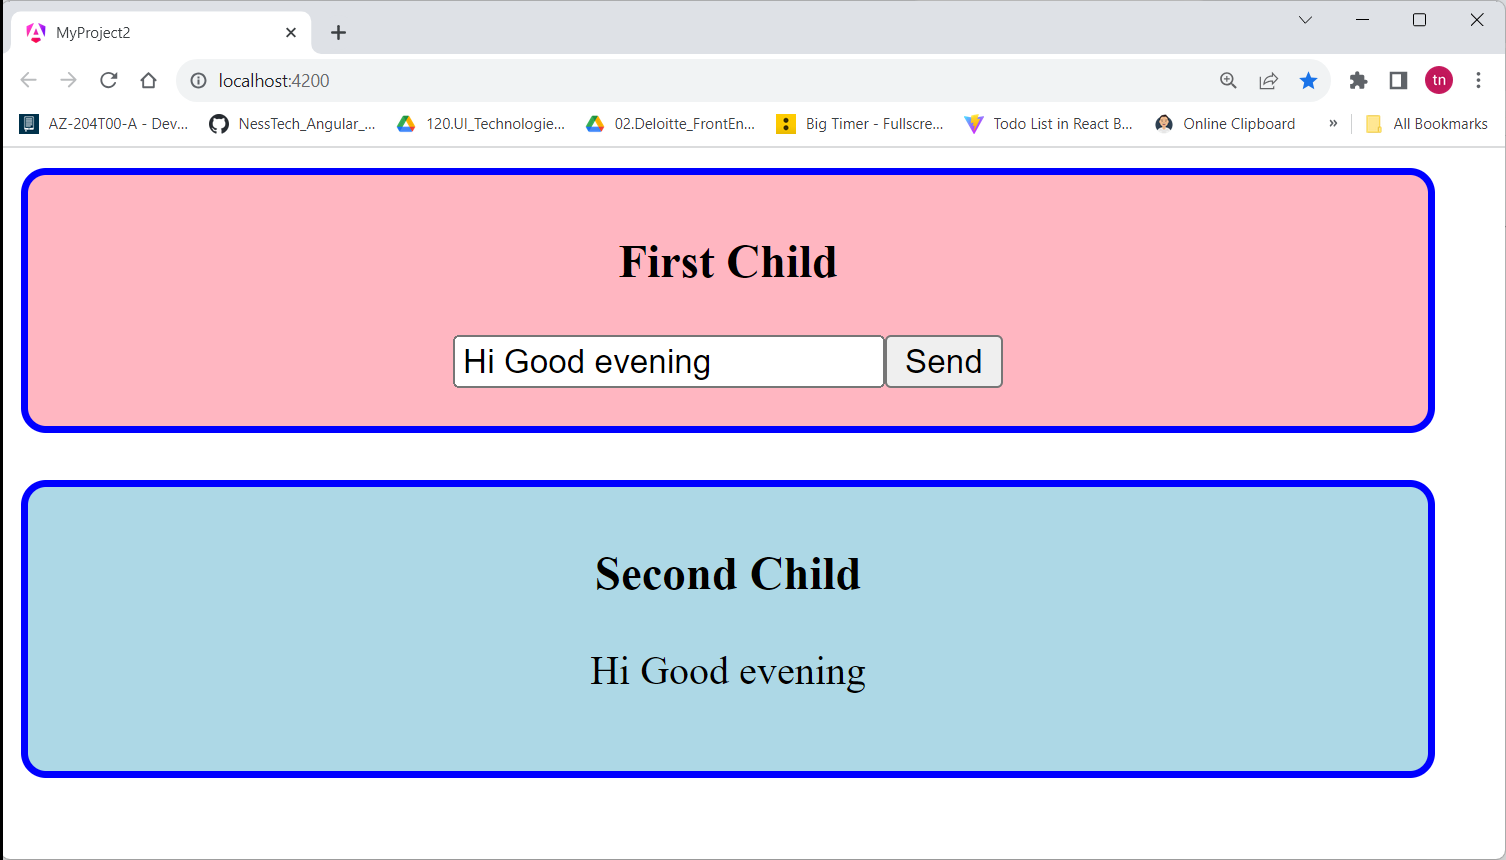 MyProject2
localhost:4200
tn
AZ-204T00-A - Dev... NessTech_Angular_... 120.UI_Technologie... 02.Deloitte_FrontEn... Big Timer - Fullscre... Todo List in React B... Online Clipboard » All Bookmarks
First Child
Hi Good evening Send
Second Child
Hi Good evening